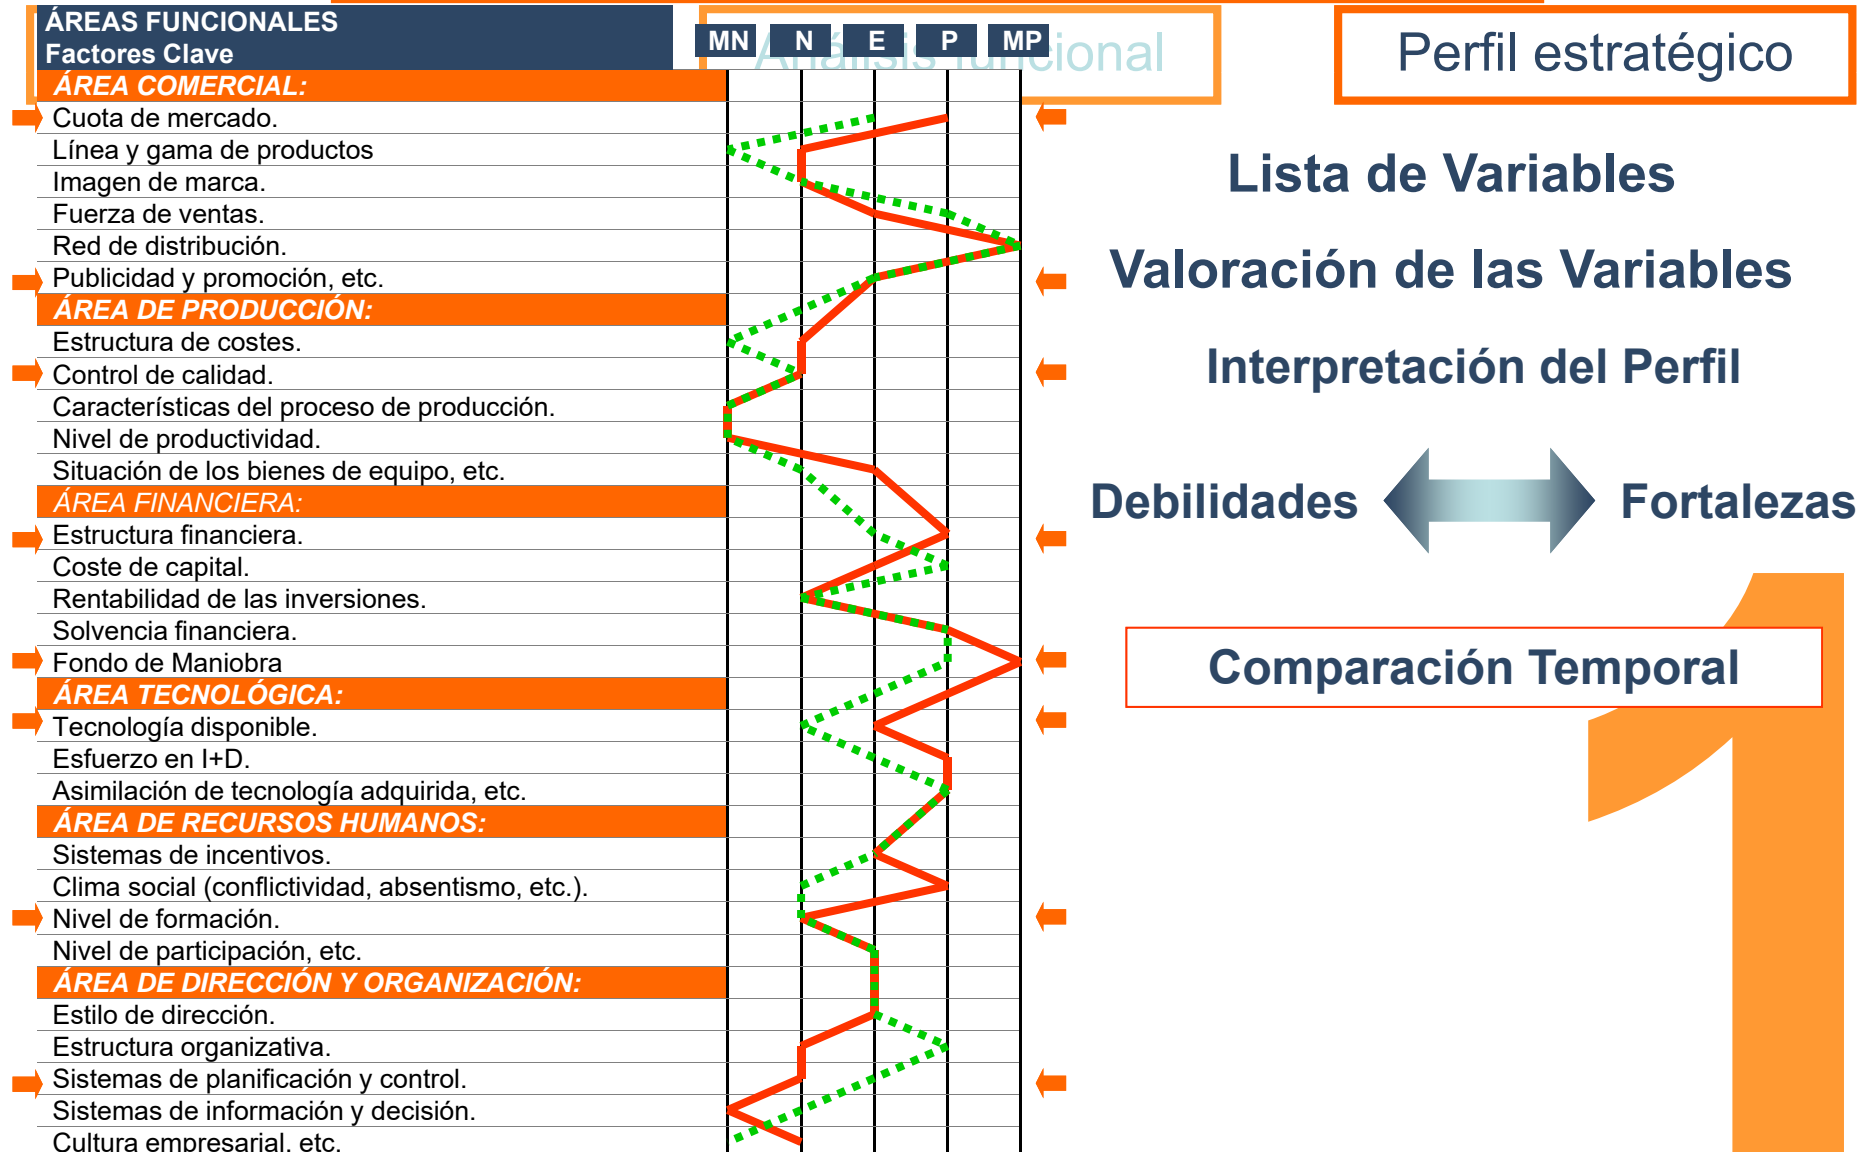 ÁREAS FUNCIONALES
Factores Clave
MN N E P MP
Análisis funcional
Perfil estratégico
ÁREA COMERCIAL:
Cuota de mercado.
Línea y gama de productos
Imagen de marca.
Fuerza de ventas.
Red de distribución.
Publicidad y promoción, etc.
ÁREA DE PRODUCCIÓN:
Estructura de costes.
Control de calidad.
Características del proceso de producción.
Nivel de productividad.
Situación de los bienes de equipo, etc.
ÁREA FINANCIERA:
Estructura financiera.
Coste de capital.
Rentabilidad de las inversiones.
Solvencia financiera.
Fondo de Maniobra
ÁREA TECNOLÓGICA:
Tecnología disponible.
Esfuerzo en I+D.
Asimilación de tecnología adquirida, etc.
ÁREA DE RECURSOS HUMANOS:
Sistemas de incentivos.
Clima social (conflictividad, absentismo, etc.).
Nivel de formación.
Nivel de participación, etc.
ÁREA DE DIRECCIÓN Y ORGANIZACIÓN:
Estilo de dirección.
Estructura organizativa.
Sistemas de planificación y control.
Sistemas de información y decisión.
Cultura empresarial, etc.
Lista de Variables
Valoración de las Variables
Interpretación del Perfil
Debilidades Fortalezas
Comparación Temporal
1